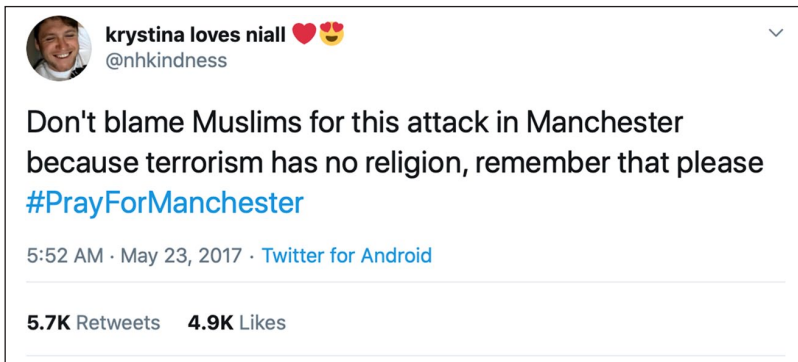 krystina loves niall ❤️😍
@nhkindness
Don't blame Muslims for this attack in Manchester
because terrorism has no religion, remember that please
#PrayForManchester
5:52 AM · May 23, 2017 · Twitter for Android
5.7K Retweets 4.9K Likes